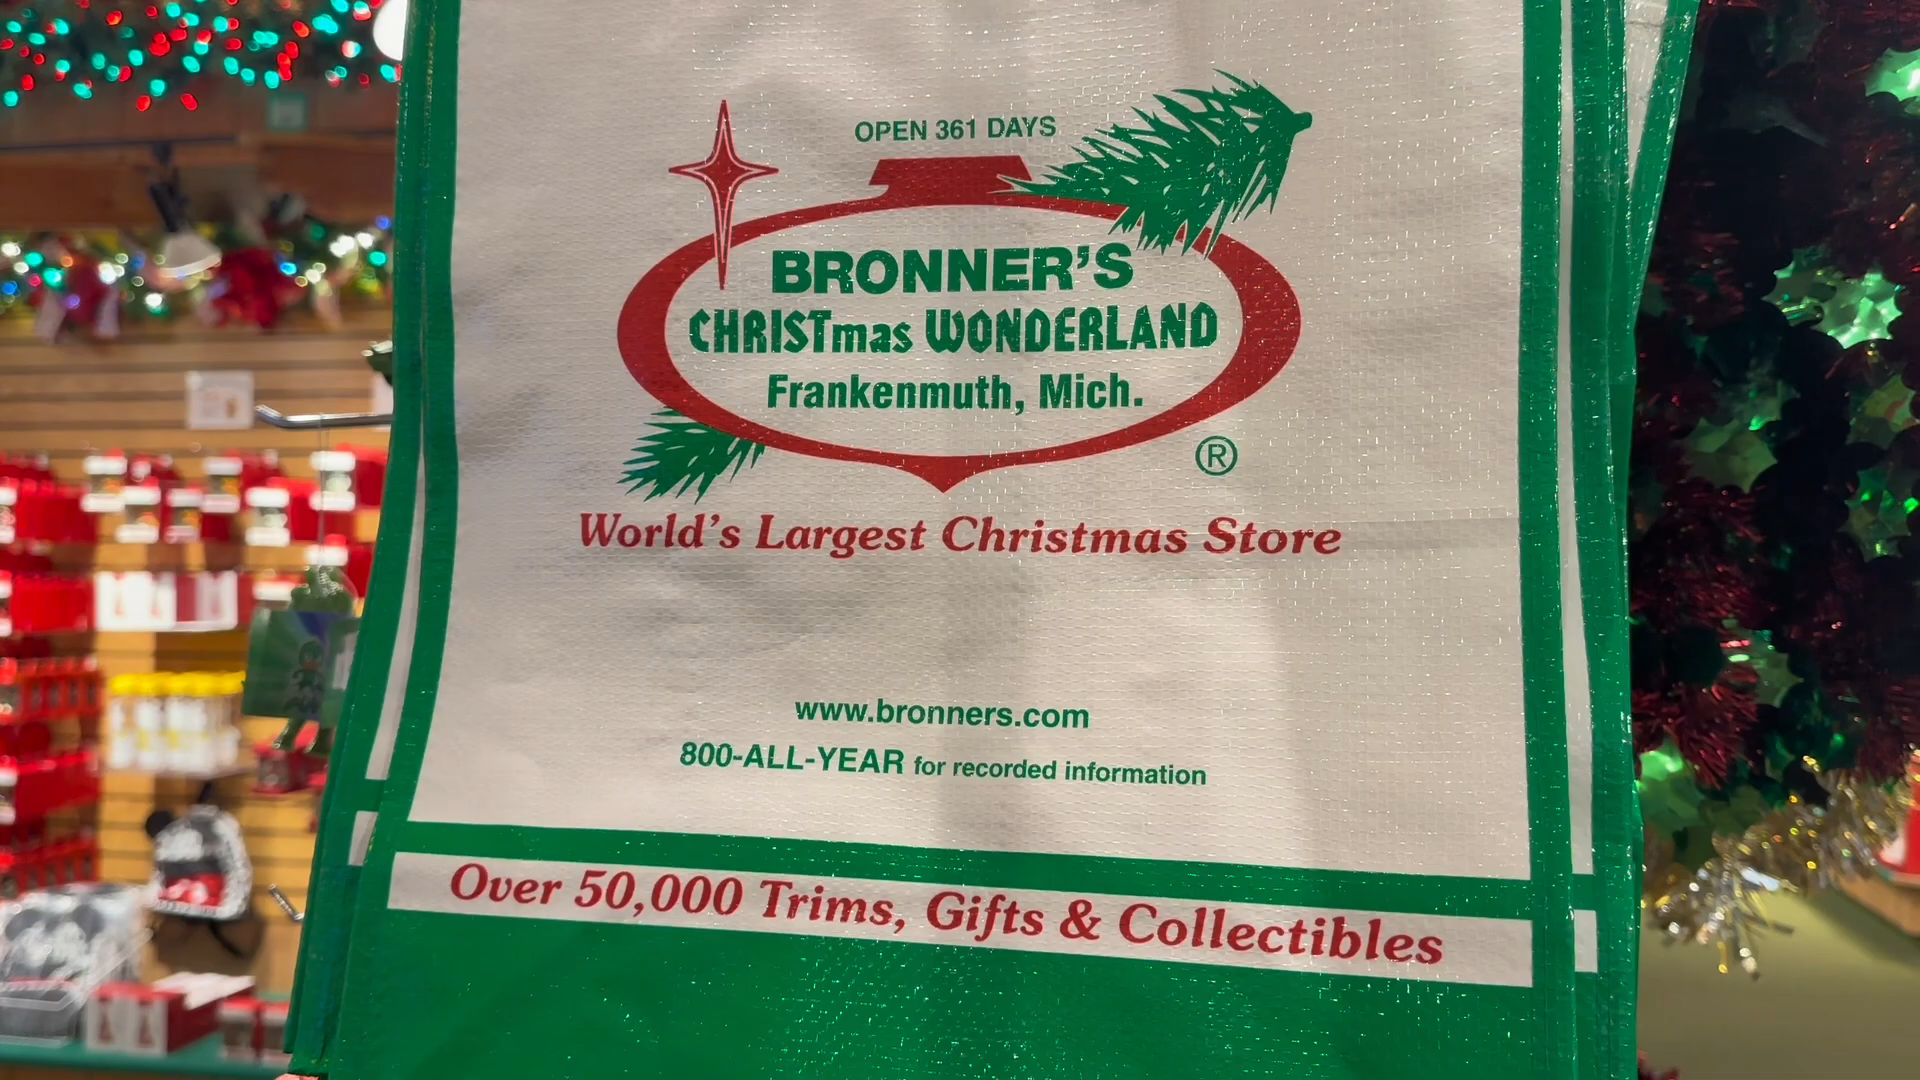 OPEN 361 DAYS
BRONNER'S
CHRISTmas WONDERLAND
Frankenmuth, Mich.
®
World's Largest Christmas Store
www.bronners.com
800-ALL-YEAR for recorded information
Over 50,000 Trims, Gifts & Collectibles